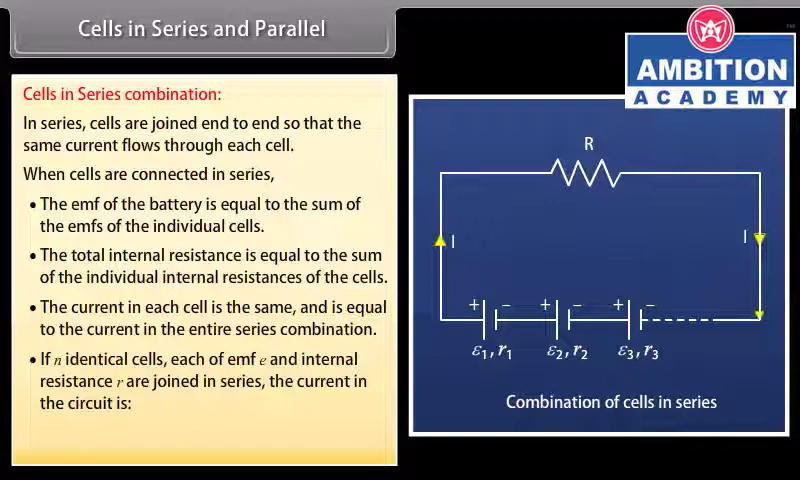 Cells in Series and Parallel
AMBITION
ACADEMY
Cells in Series combination:
In series, cells are joined end to end so that the
same current flows through each cell.
When cells are connected in series,
• The emf of the battery is equal to the sum of
the emfs of the individual cells.
• The total internal resistance is equal to the sum
of the individual internal resistances of the cells.
• The current in each cell is the same, and is equal
to the current in the entire series combination.
• If n identical cells, each of emf e and internal
resistance r are joined in series, the current in
the circuit is:
R
I
I
+ − + − + −
ε₁, r₁ ε₂, r₂ ε₃, r₃
Combination of cells in series